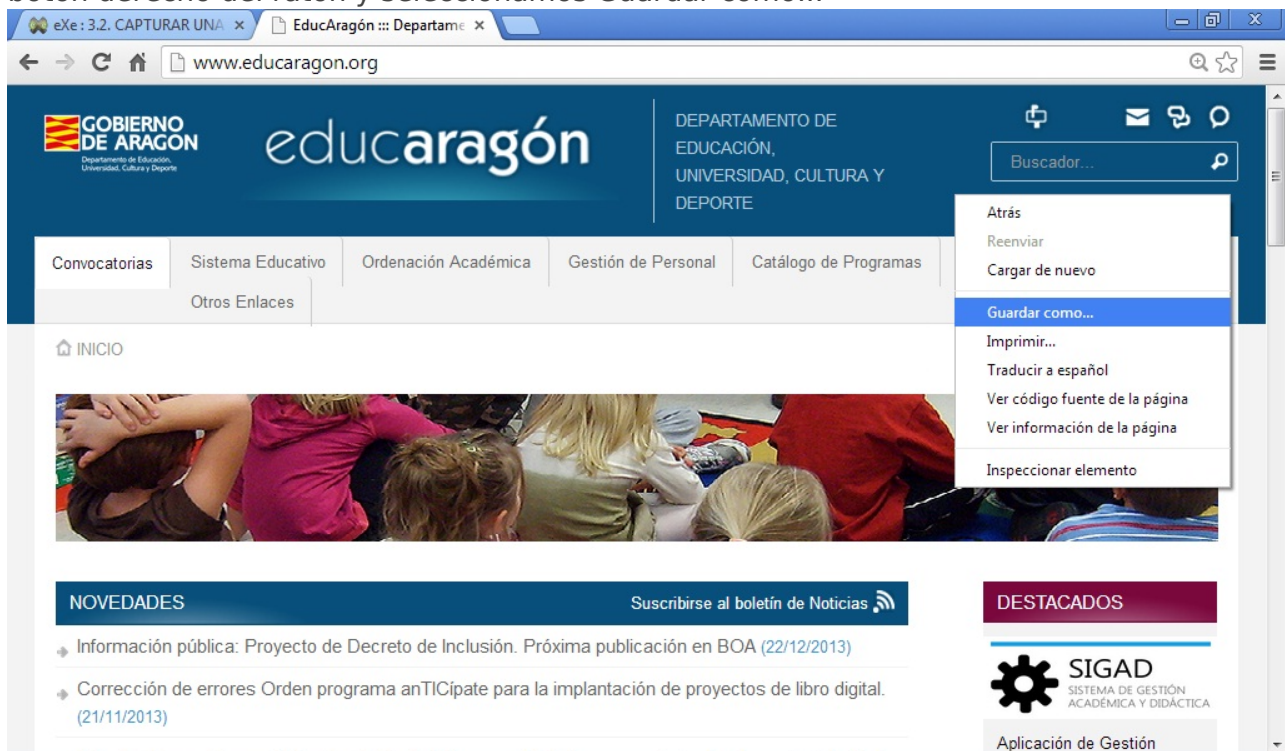 botón derecho del ratón y seleccionamos Guardar como...
eXe : 3.2. CAPTURAR UNA
EducAragón ::: Departame
www.educaragon.org
GOBIERNO
DE ARAGON
Departamento de Educación,
Universidad, Cultura y Deporte
educaragón
DEPARTAMENTO DE
EDUCACIÓN,
UNIVERSIDAD, CULTURA Y
DEPORTE
Buscador...
Convocatorias
Sistema Educativo
Ordenación Académica
Gestión de Personal
Catálogo de Programas
Otros Enlaces
Atrás
Reenviar
Cargar de nuevo
Guardar como...
Imprimir...
Traducir a español
Ver código fuente de la página
Ver información de la página
Inspeccionar elemento
INICIO
NOVEDADES
Suscribirse al boletín de Noticias
Información pública: Proyecto de Decreto de Inclusión. Próxima publicación en BOA (22/12/2013)
Corrección de errores Orden programa anTICípate para la implantación de proyectos de libro digital.
(21/11/2013)
DESTACADOS
SIGAD
SISTEMA DE GESTIÓN
ACADÉMICA Y DIDÁCTICA
Aplicación de Gestión